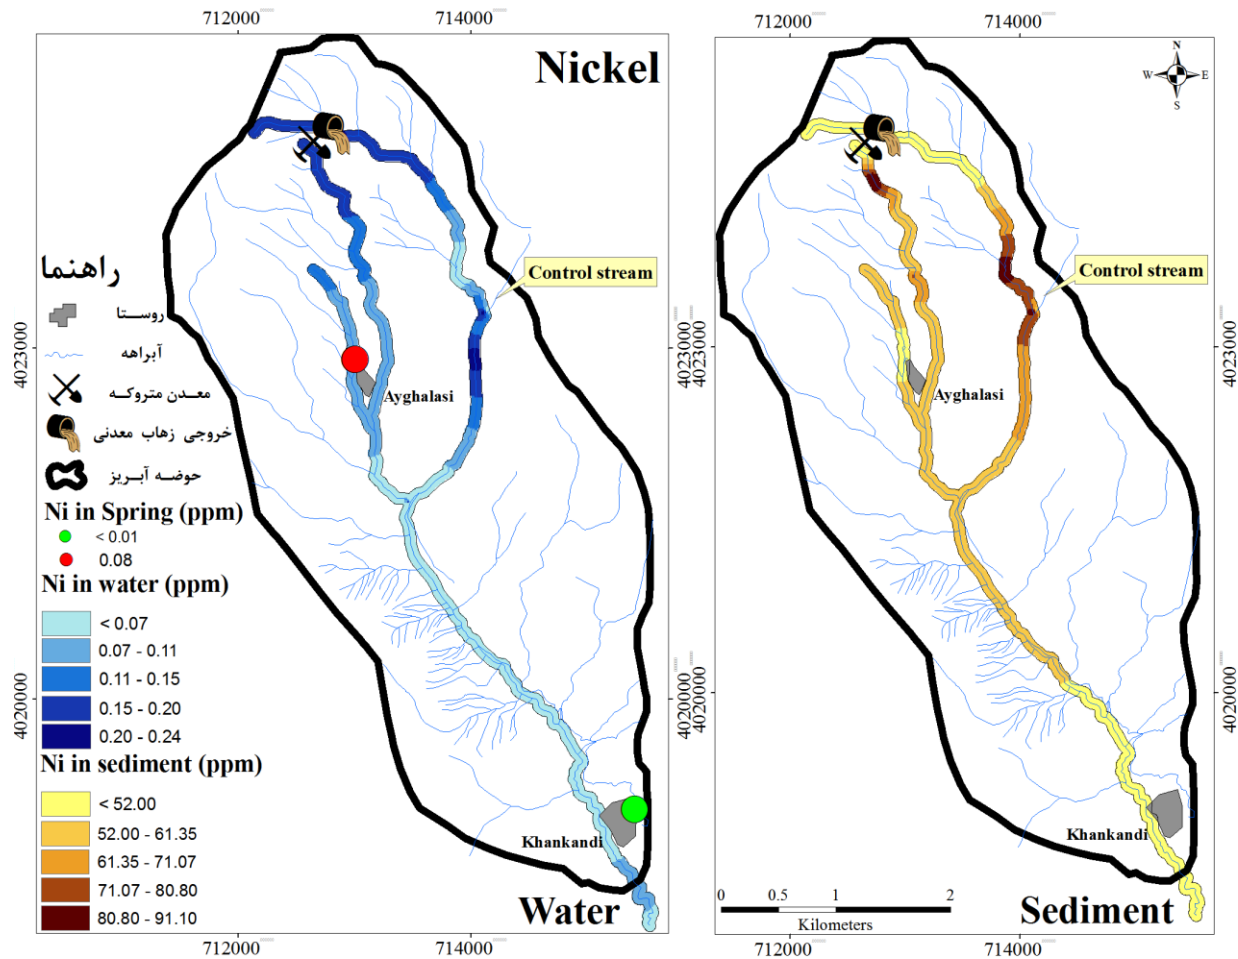 712000
714000
712000
714000
Nickel
N
W
E
S
Control stream
Control stream
راهنما
روستا
آبراهه
معدن متروکه
خروجی زهاب معدنی
حوضه آبریز
4023000
4023000
4023000
Ayghalasi
Ayghalasi
Ni in Spring (ppm)
< 0.01
0.08
Ni in water (ppm)
< 0.07
0.07 - 0.11
0.11 - 0.15
0.15 - 0.20
0.20 - 0.24
4020000
4020000
4020000
Ni in sediment (ppm)
< 52.00
52.00 - 61.35
61.35 - 71.07
71.07 - 80.80
80.80 - 91.10
Khankandi
Khankandi
Water
0
0.5
1
2
Kilometers
Sediment
712000
714000
712000
714000